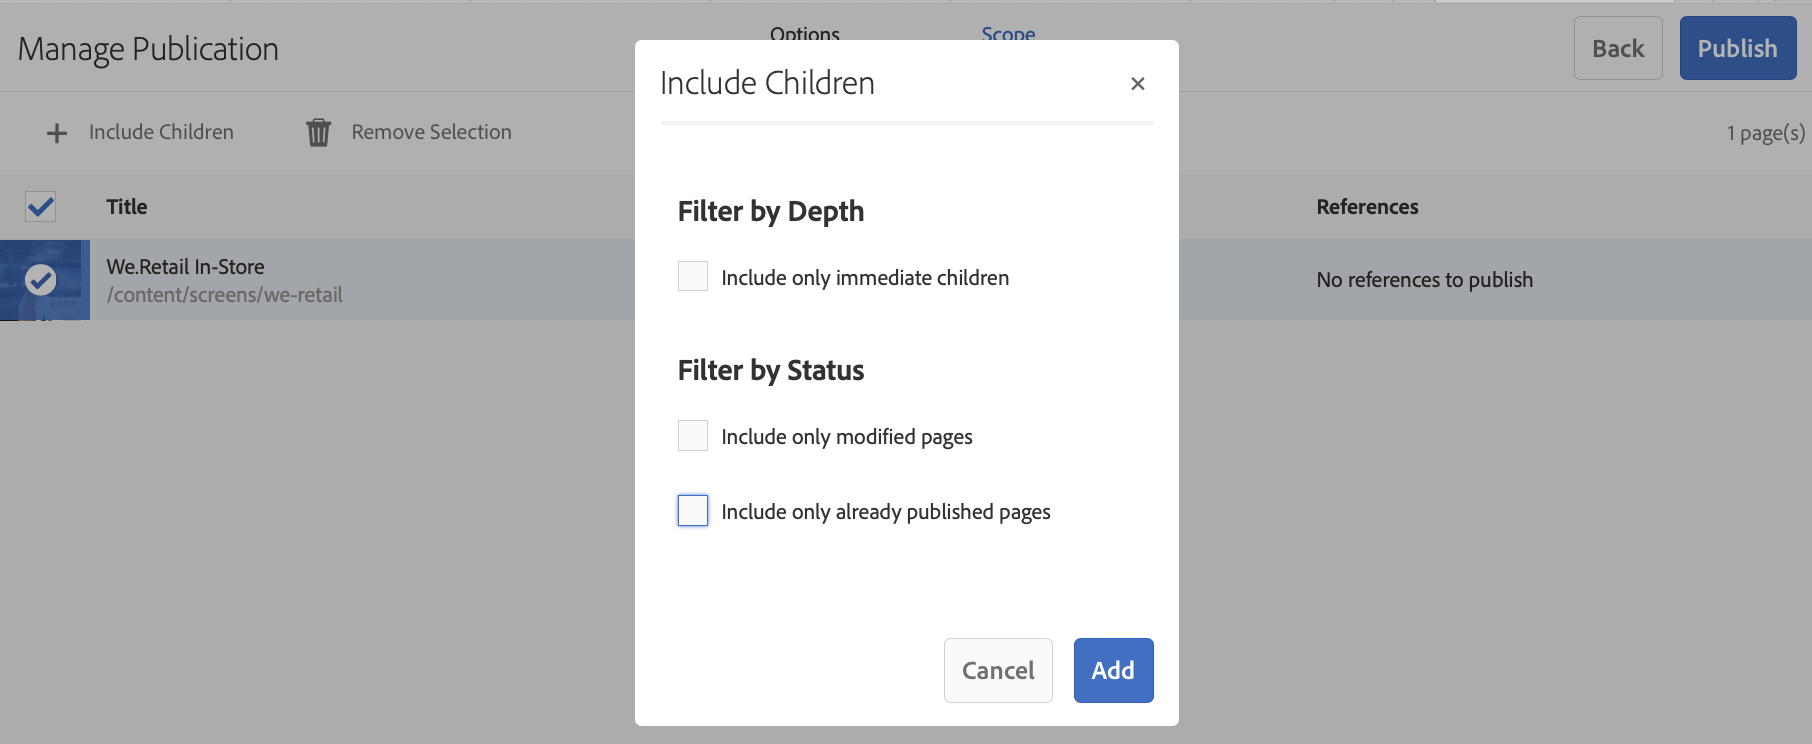 Manage Publication
Options
Scope
Back
Publish
Include Children
Remove Selection
1 page(s)
Title
References
We.Retail In-Store
/content/screens/we-retail
No references to publish
Include Children
Filter by Depth
Include only immediate children
Filter by Status
Include only modified pages
Include only already published pages
Cancel
Add